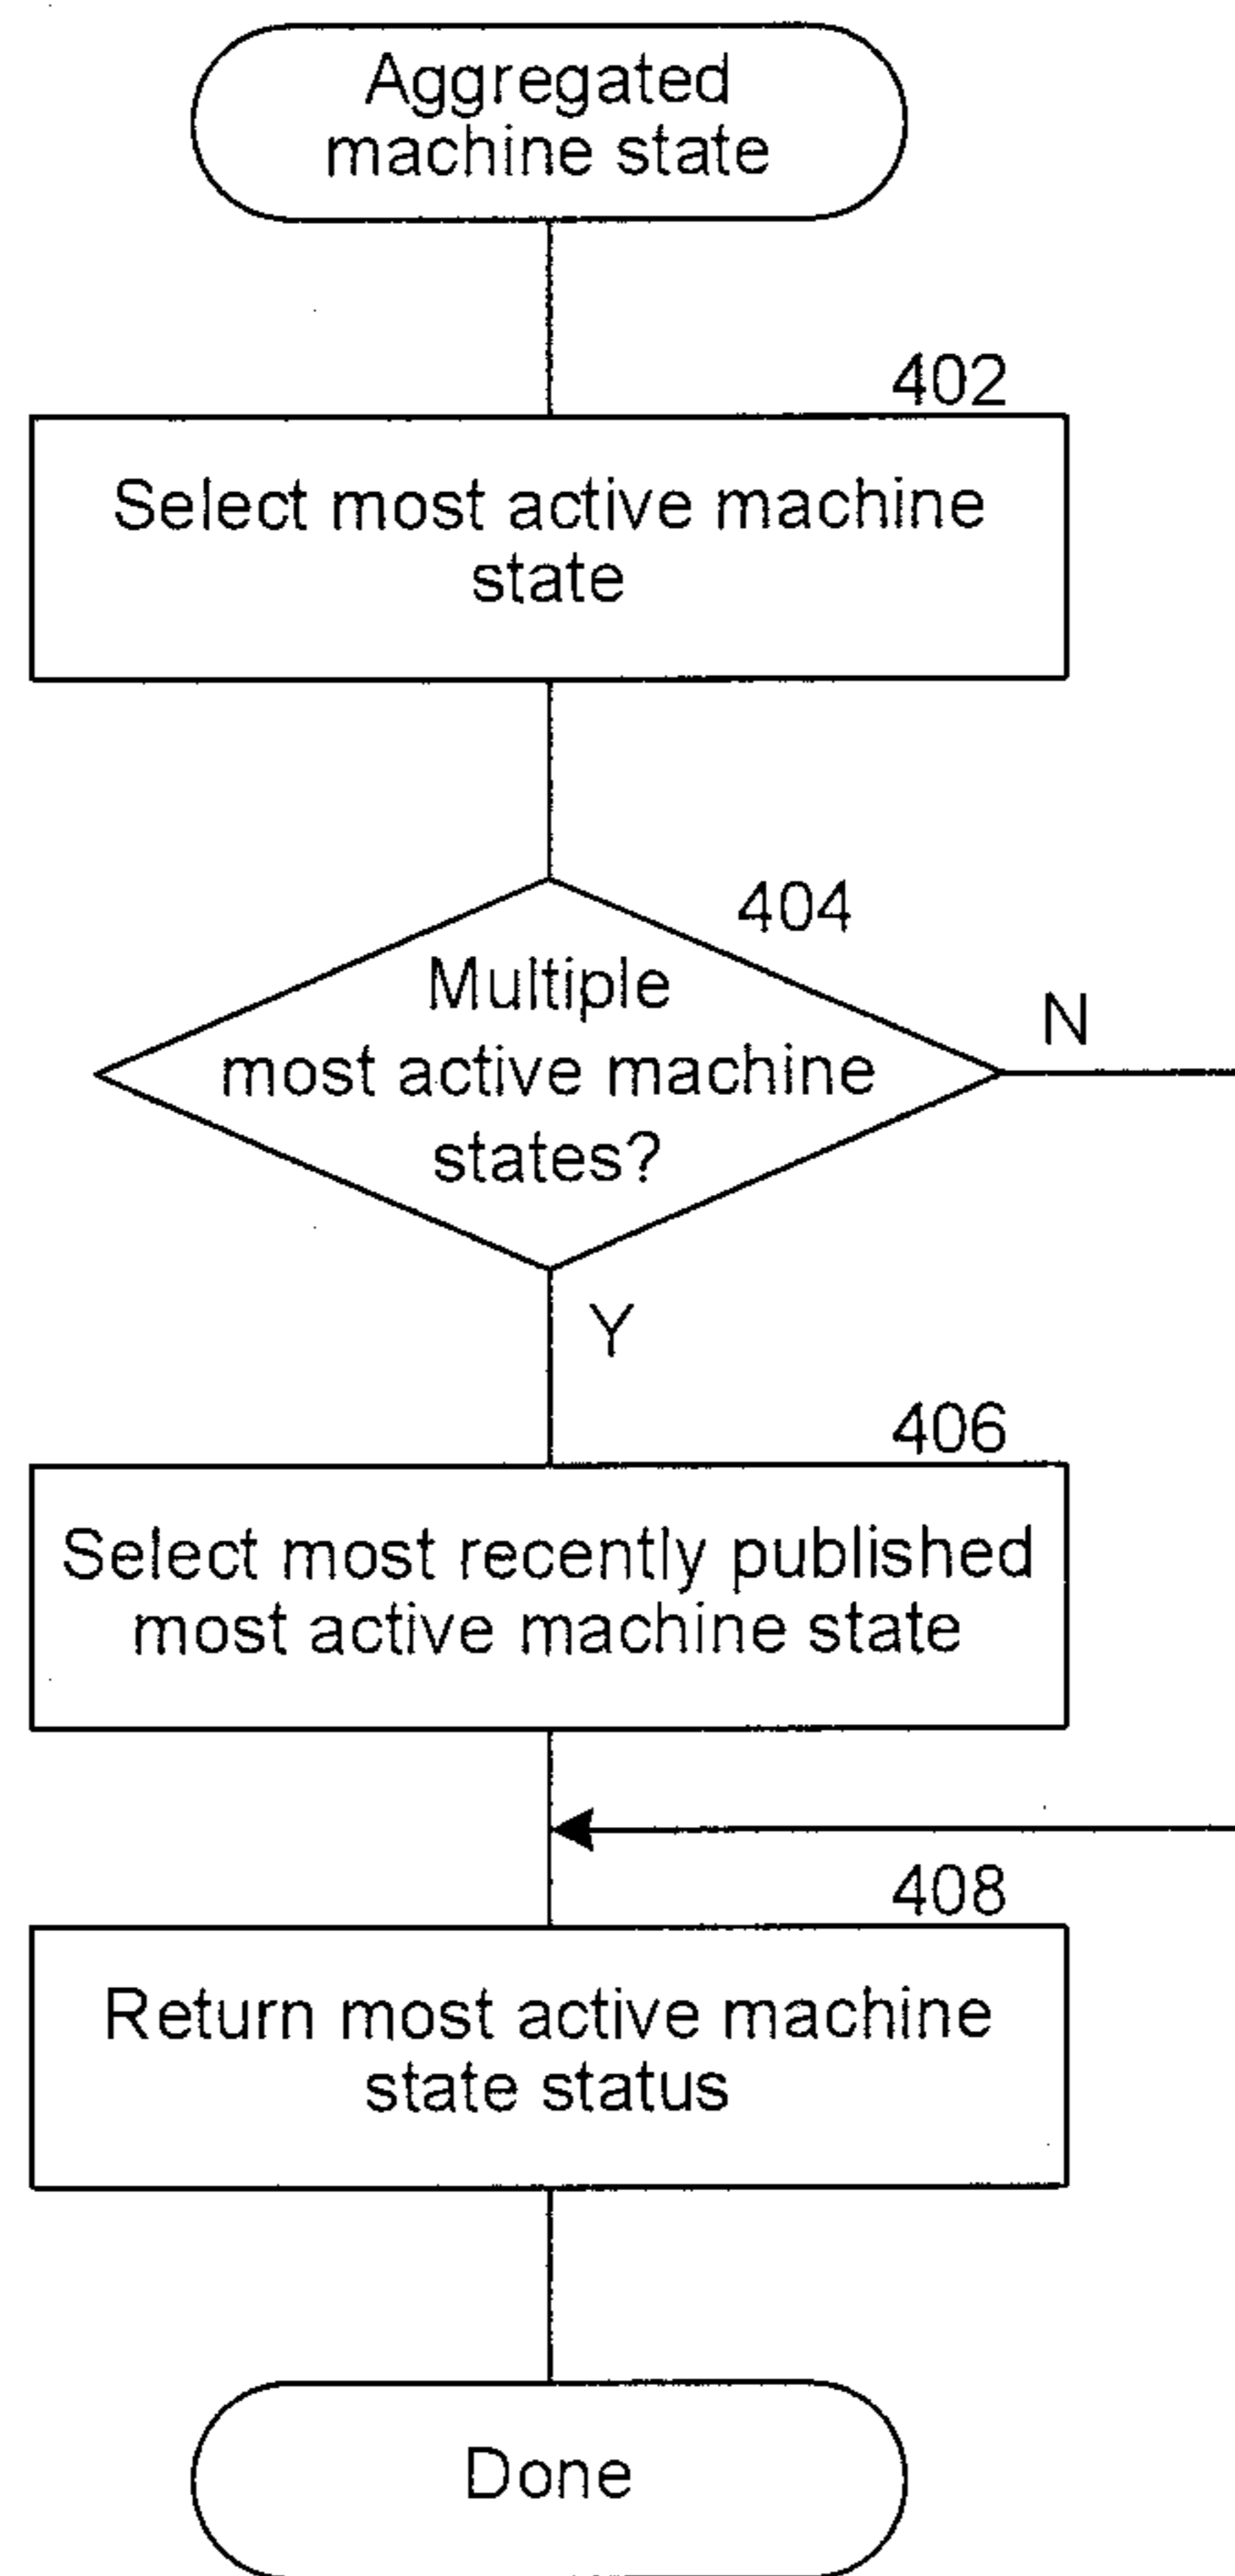 Aggregated
machine state
402
Select most active machine
state
404
Multiple
most active machine
states?
N
Y
406
Select most recently published
most active machine state
408
Return most active machine
state status
Done